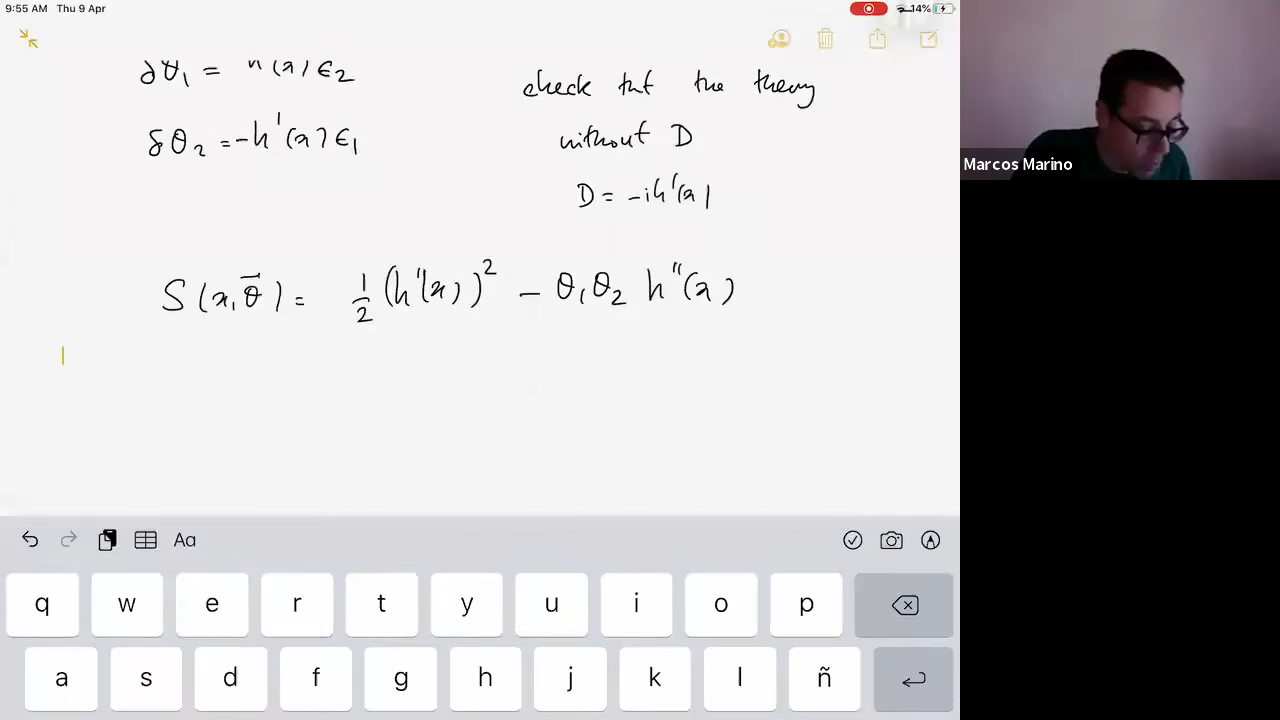 9:55 AM Thu 9 Apr
14%
δθ₁ = h'(x) ε₂
δθ₂ = -h'(x) ε₁
check tht the theory
without D
D = -ih'(x)
S(x, θ̄) = 1/2 (h'(x))² - θ₁θ₂ h''(x)
Marcos Marino
Aa
q w e r t y u i o p
a s d f g h j k l ñ